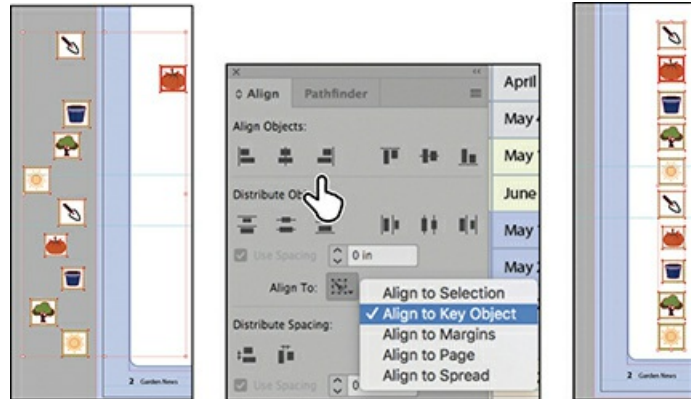 2 Garden News
Align Pathfinder
Align Objects:
Distribute Ob
Use Spacing 0 in
Align To:
Align to Selection
✓ Align to Key Object
Align to Margins
Align to Page
Align to Spread
Distribute Spacing:
Use Spacing 0
April
May
May
June
May
May
2 Garden News